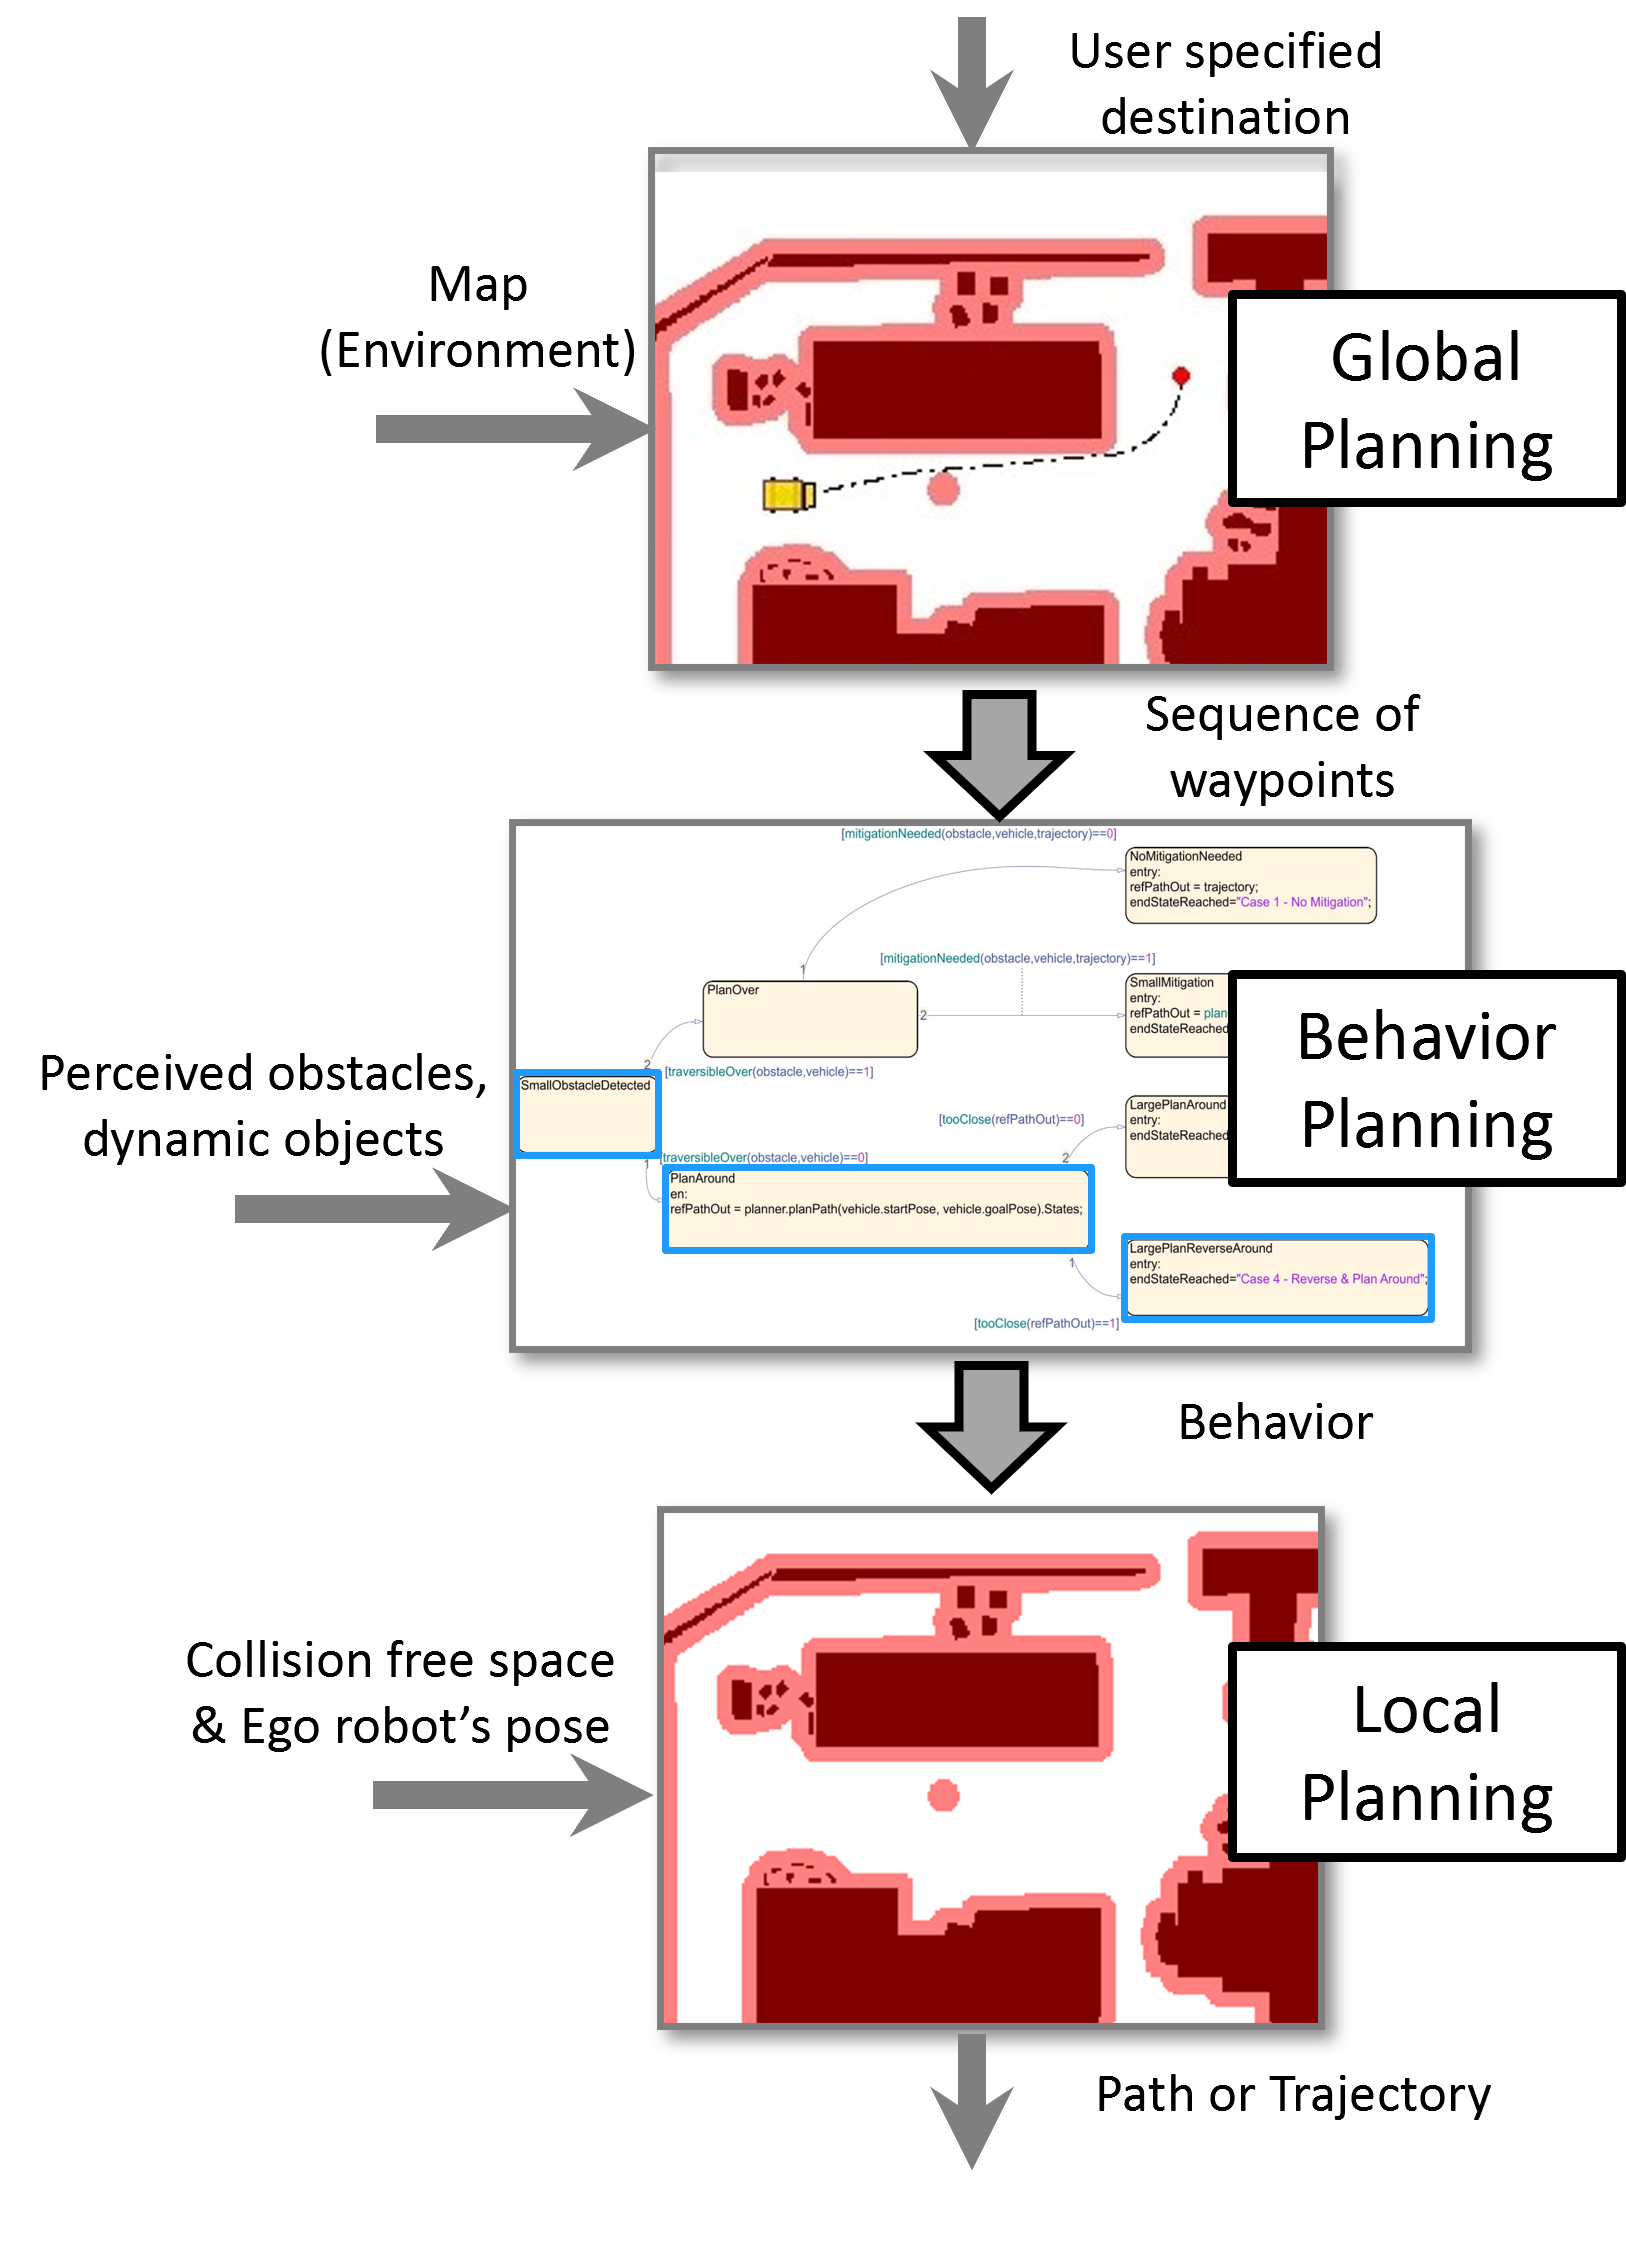 User specified
destination
Map
(Environment)
Global
Planning
Sequence of
waypoints
[mitigationNeeded(obstacle,vehicle,trajectory)==0]
NoMitigationNeeded
entry:
refPathOut = trajectory;
endStateReached="Case 1 - No Mitigation";
1
[mitigationNeeded(obstacle,vehicle,trajectory)==1]
PlanOver
2
SmallMitigation
entry:
refPathOut = plan
endStateReached
Behavior
Planning
Perceived obstacles,
dynamic objects
2
[traversibleOver(obstacle,vehicle)==1]
SmallObstacleDetected
[tooClose(refPathOut)==0]
LargePlanAround
entry:
endStateReached
1
[traversibleOver(obstacle,vehicle)==0]
2
PlanAround
en:
refPathOut = planner.planPath(vehicle.startPose, vehicle.goalPose).States;
1
LargePlanReverseAround
entry:
endStateReached="Case 4 - Reverse & Plan Around";
[tooClose(refPathOut)==1]
Behavior
Collision free space
& Ego robot's pose
Local
Planning
Path or Trajectory